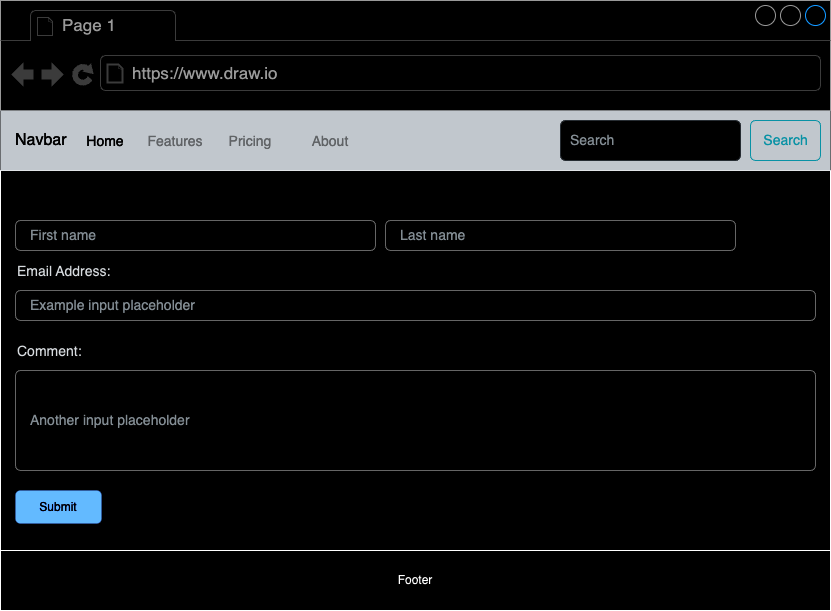 Page 1
https://www.draw.io
Navbar Home Features Pricing About Search Search
First name Last name
Email Address:
Example input placeholder
Comment:
Another input placeholder
Submit
Footer